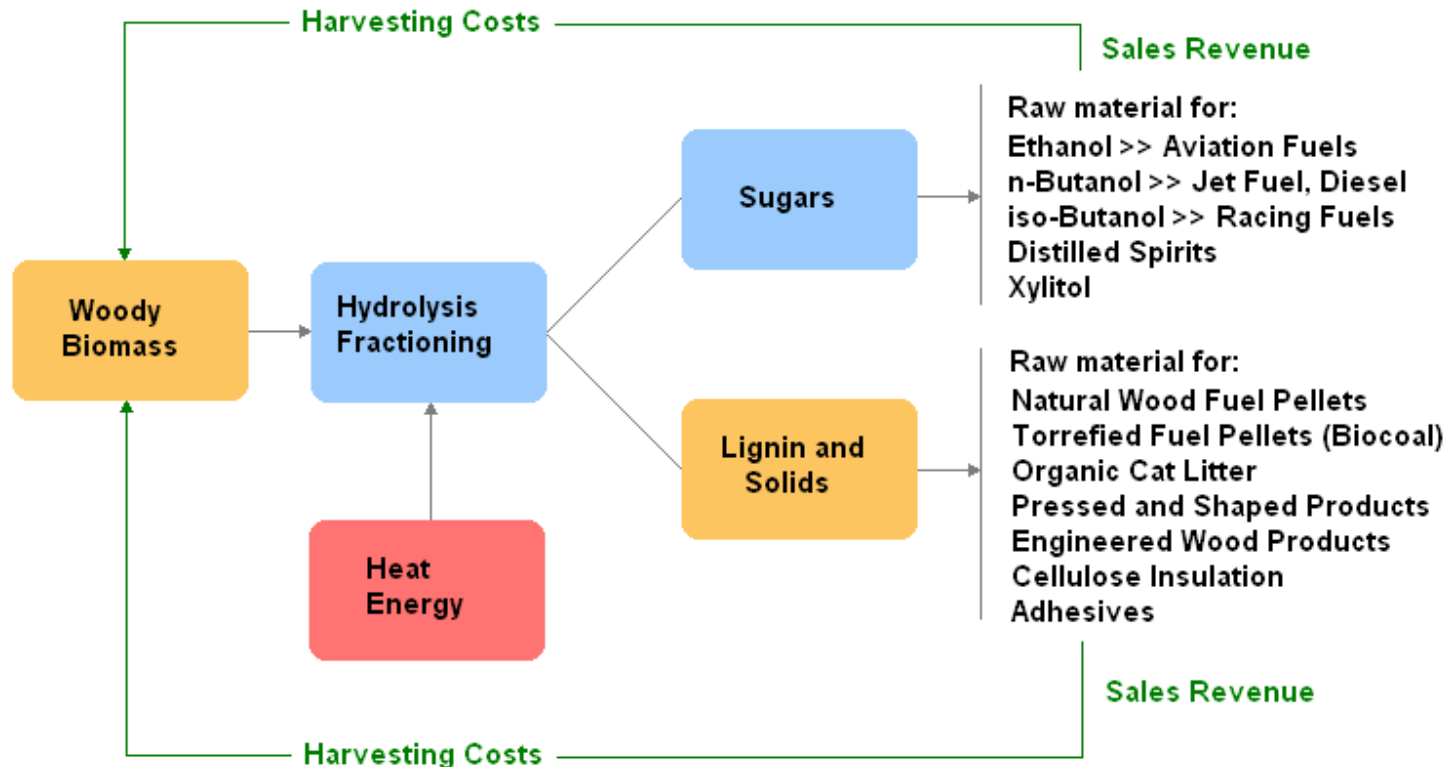 Harvesting Costs
Sales Revenue
Woody
Biomass
Hydrolysis
Fractioning
Heat
Energy
Sugars
Raw material for:
Ethanol >> Aviation Fuels
n-Butanol >> Jet Fuel, Diesel
iso-Butanol >> Racing Fuels
Distilled Spirits
Xylitol
Lignin and
Solids
Raw material for:
Natural Wood Fuel Pellets
Torrefied Fuel Pellets (Biocoal)
Organic Cat Litter
Pressed and Shaped Products
Engineered Wood Products
Cellulose Insulation
Adhesives
Sales Revenue
Harvesting Costs